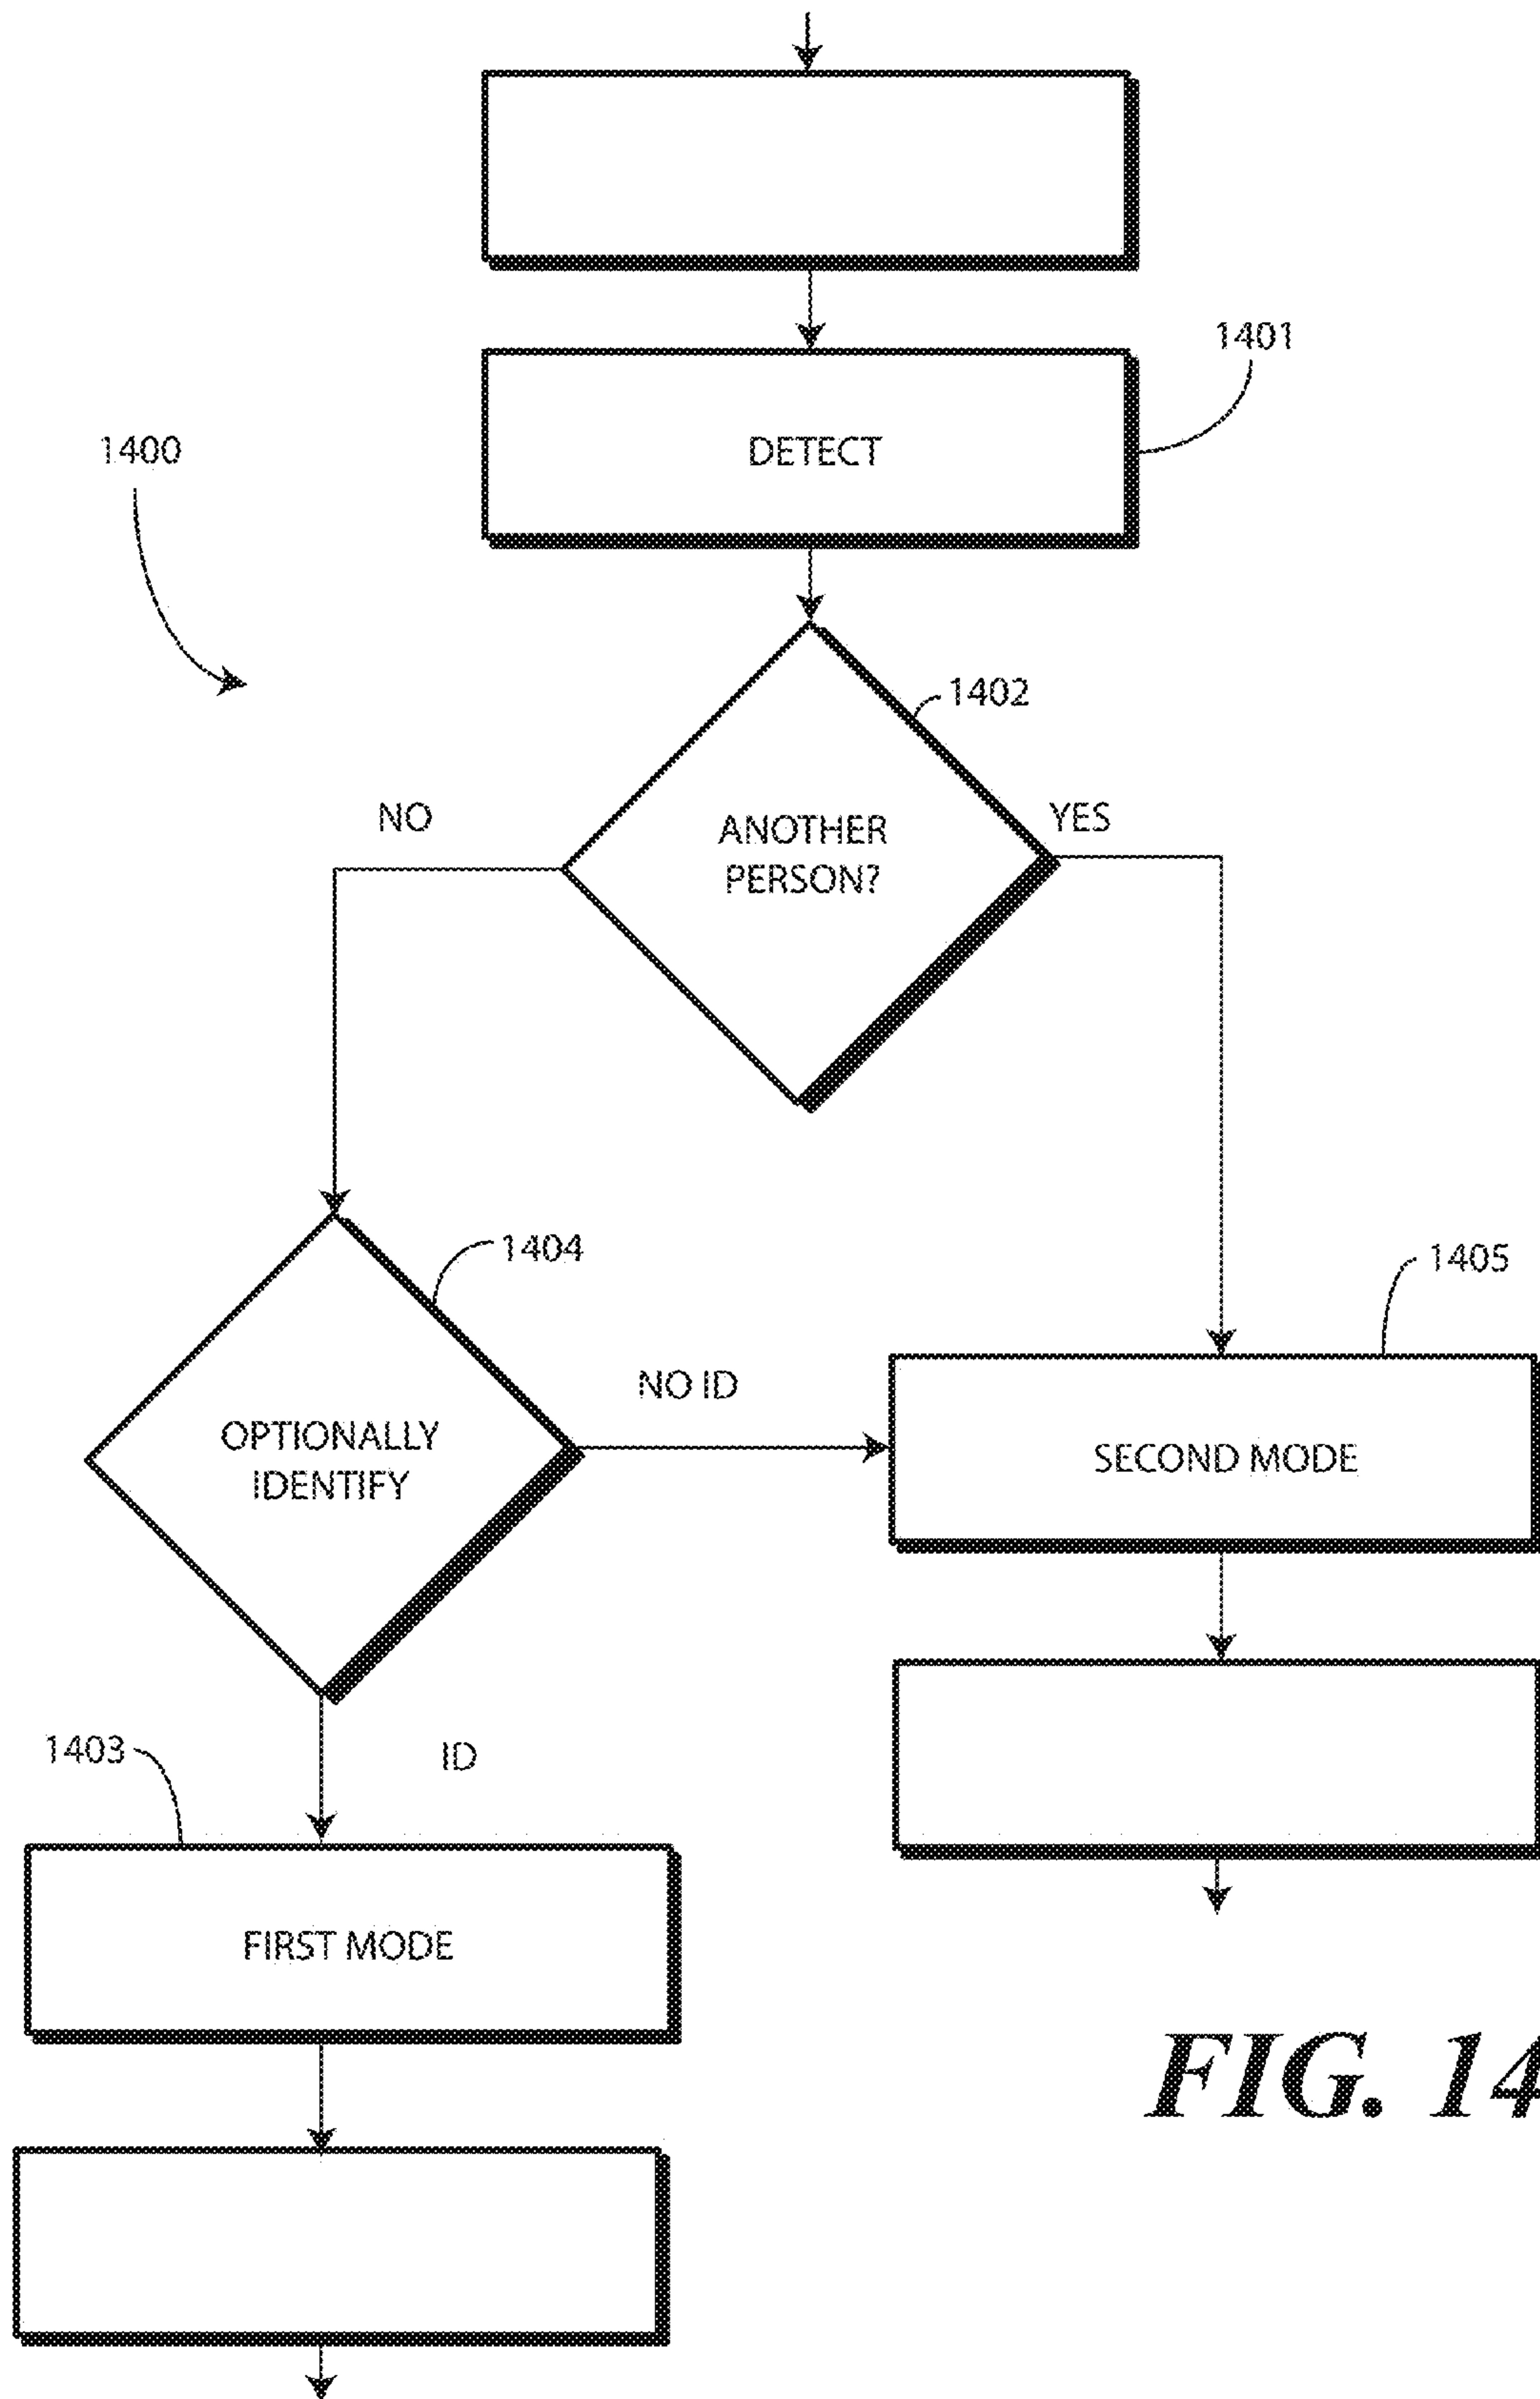 1401
DETECT
1400
1402
NO
ANOTHER
PERSON?
YES
1404
1405
NO ID
OPTIONALLY
IDENTIFY
SECOND MODE
1403
ID
FIRST MODE
FIG. 14